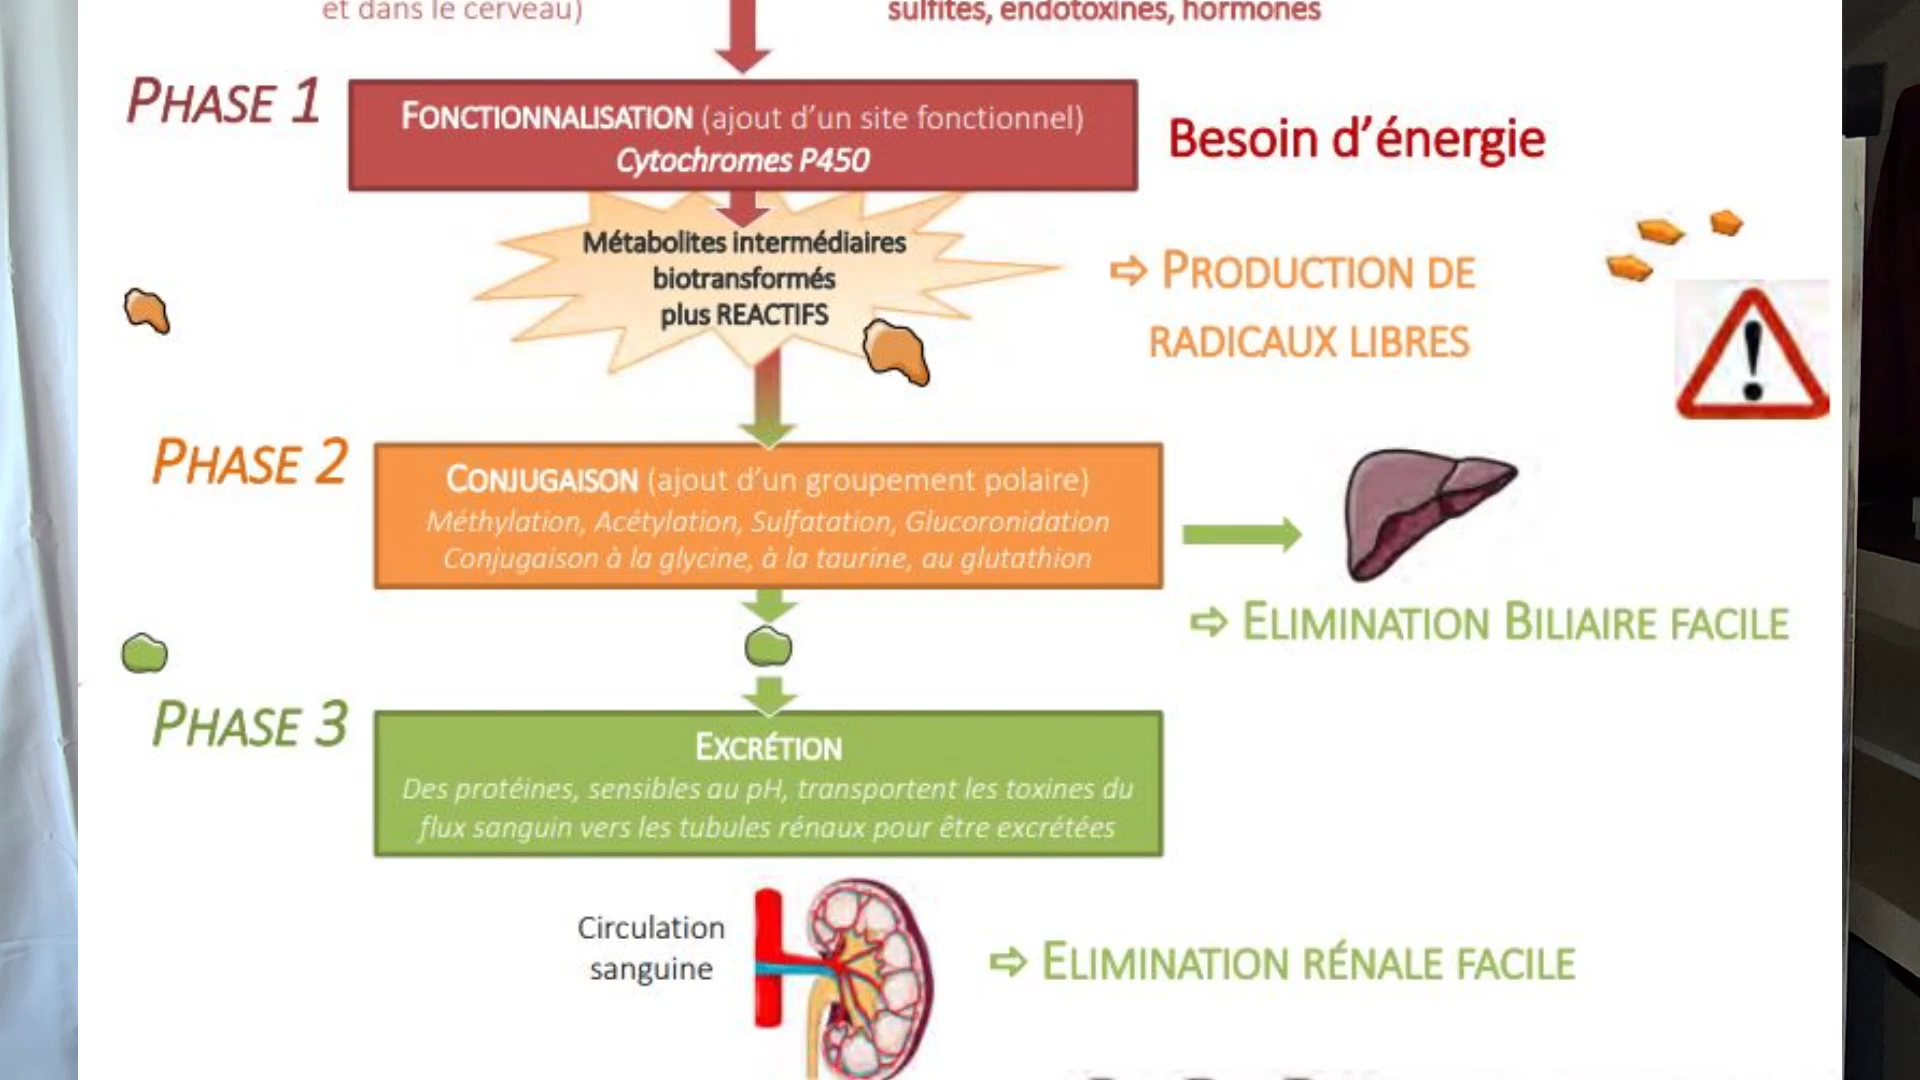 et dans le cerveau)
sulfites, endotoxines, hormones
PHASE 1
FONCTIONNALISATION (ajout d'un site fonctionnel)
Cytochromes P450
Besoin d'énergie
Métabolites intermédiaires
biotransformés
plus REACTIFS
⇨ PRODUCTION DE
RADICAUX LIBRES
PHASE 2
CONJUGAISON (ajout d'un groupement polaire)
Méthylation, Acétylation, Sulfatation, Glucoronidation
Conjugaison à la glycine, à la taurine, au glutathion
⇨ ELIMINATION BILIAIRE FACILE
PHASE 3
EXCRÉTION
Des protéines, sensibles au pH, transportent les toxines du
flux sanguin vers les tubules rénaux pour être excrétées
Circulation
sanguine
⇨ ELIMINATION RÉNALE FACILE